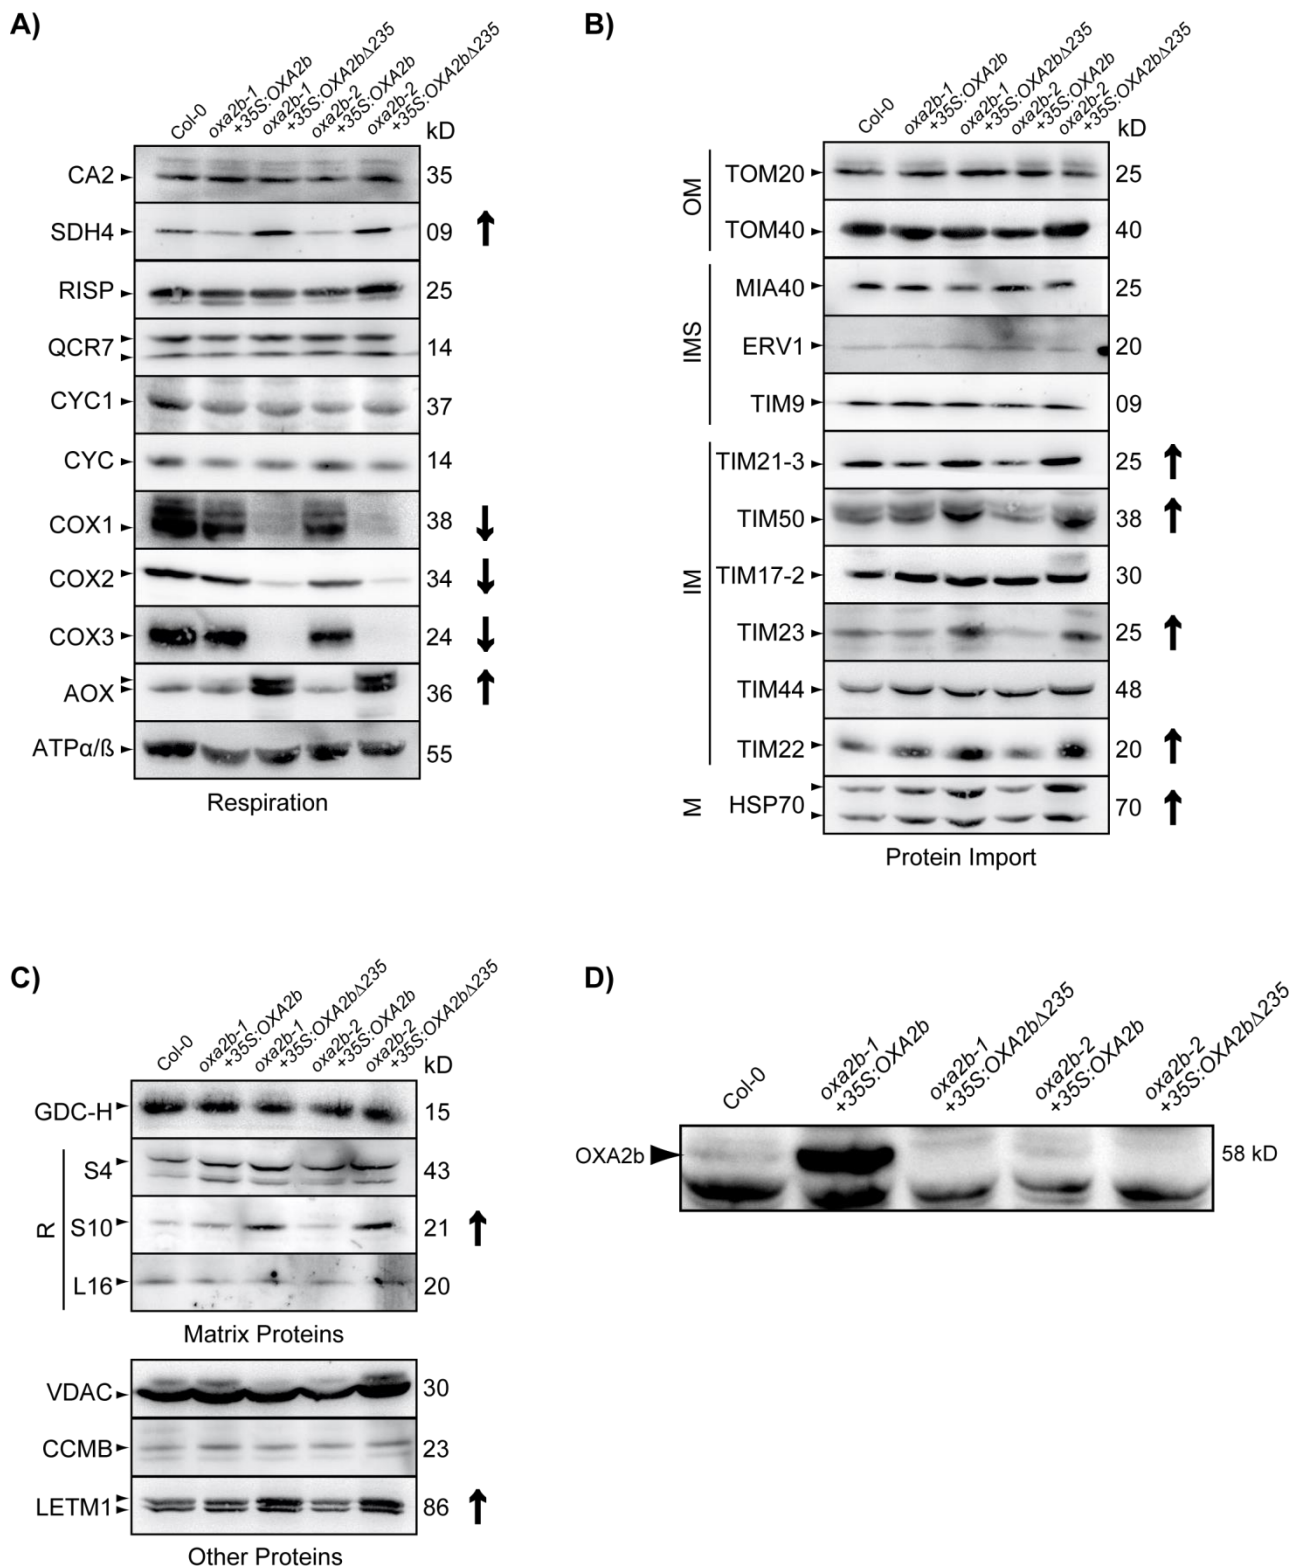 A)
Col-0
oxa2b-1
+35S:OXA2b
oxa2b-1
+35S:OXA2bΔ235
oxa2b-2
+35S:OXA2b
oxa2b-2
+35S:OXA2bΔ235
kD
CA2 35
SDH4 09
RISP 25
QCR7 14
CYC1 37
CYC 14
COX1 38
COX2 34
COX3 24
AOX 36
ATPα/ß 55
Respiration
B)
Col-0
oxa2b-1
+35S:OXA2b
oxa2b-1
+35S:OXA2bΔ235
oxa2b-2
+35S:OXA2b
oxa2b-2
+35S:OXA2bΔ235
kD
OM
TOM20 25
TOM40 40
IMS
MIA40 25
ERV1 20
TIM9 09
IM
TIM21-3 25
TIM50 38
TIM17-2 30
TIM23 25
TIM44 48
TIM22 20
M
HSP70 70
Protein Import
C)
Col-0
oxa2b-1
+35S:OXA2b
oxa2b-1
+35S:OXA2bΔ235
oxa2b-2
+35S:OXA2b
oxa2b-2
+35S:OXA2bΔ235
kD
GDC-H 15
R
S4 43
S10 21
L16 20
Matrix Proteins
VDAC 30
CCMB 23
LETM1 86
Other Proteins
D)
Col-0
oxa2b-1
+35S:OXA2b
oxa2b-1
+35S:OXA2bΔ235
oxa2b-2
+35S:OXA2b
oxa2b-2
+35S:OXA2bΔ235
OXA2b 58 kD